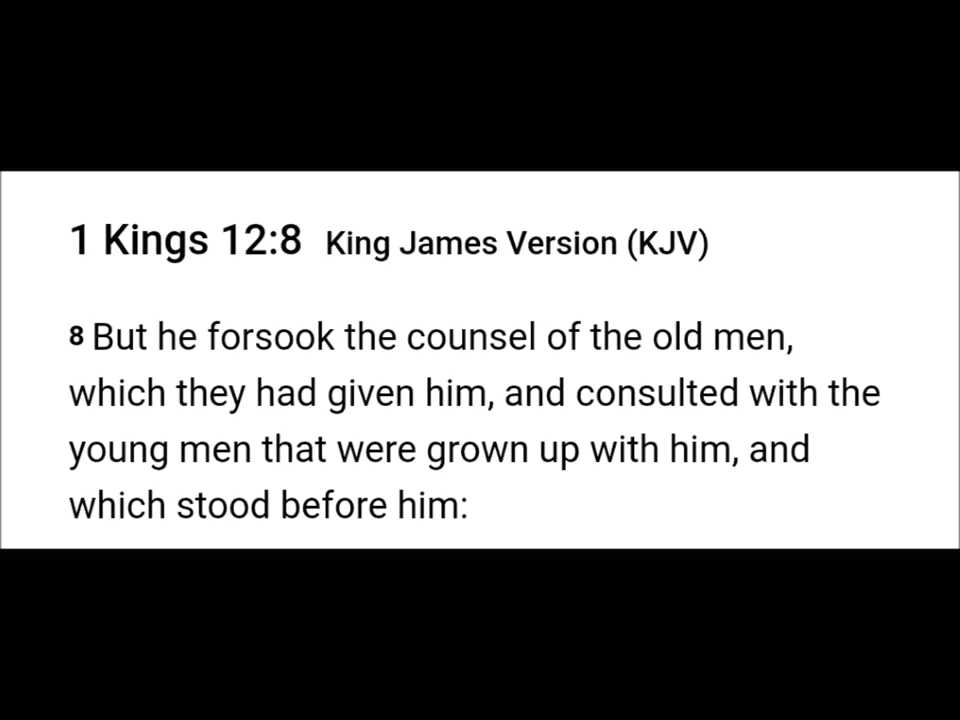 1 Kings 12:8 King James Version (KJV)
8 But he forsook the counsel of the old men,
which they had given him, and consulted with the
young men that were grown up with him, and
which stood before him: